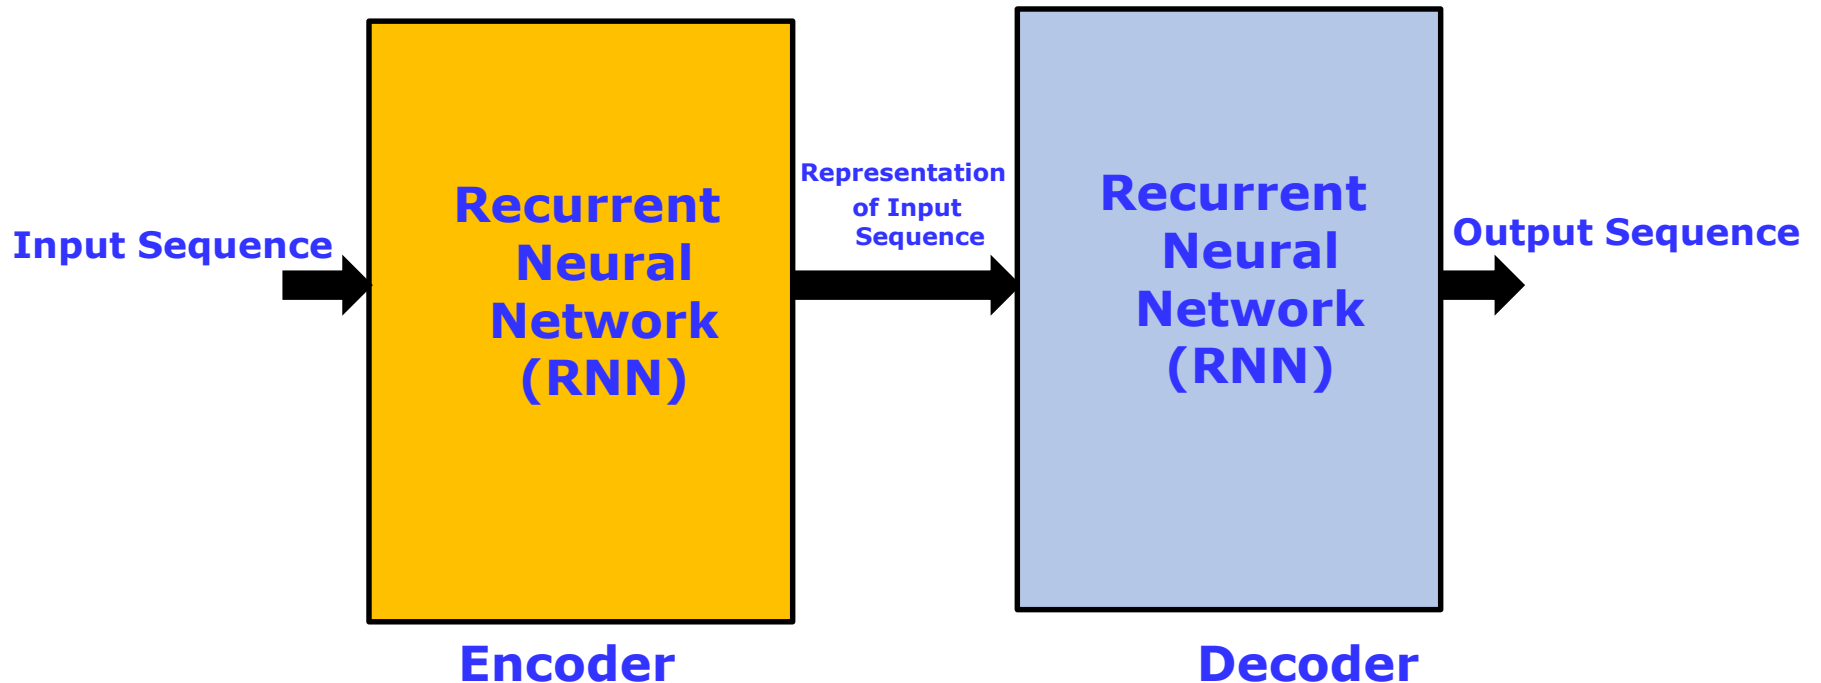 Input Sequence
Recurrent
Neural
Network
(RNN)
Encoder
Representation
of Input
Sequence
Recurrent
Neural
Network
(RNN)
Decoder
Output Sequence